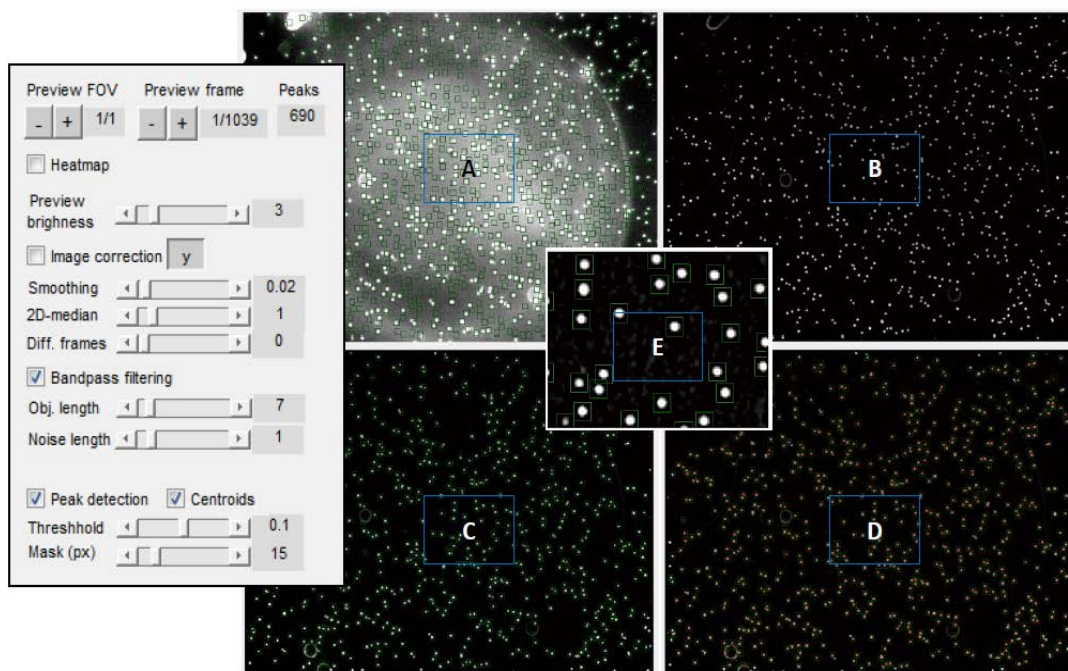 Preview FOV Preview frame Peaks
- + 1/1 - + 1/1039 690
Heatmap
Preview
brighness 3
Image correction y
Smoothing 0.02
2D-median 1
Diff. frames 0
Bandpass filtering
Obj. length 7
Noise length 1
Peak detection Centroids
Threshhold 0.1
Mask (px) 15
A
B
E
C
D